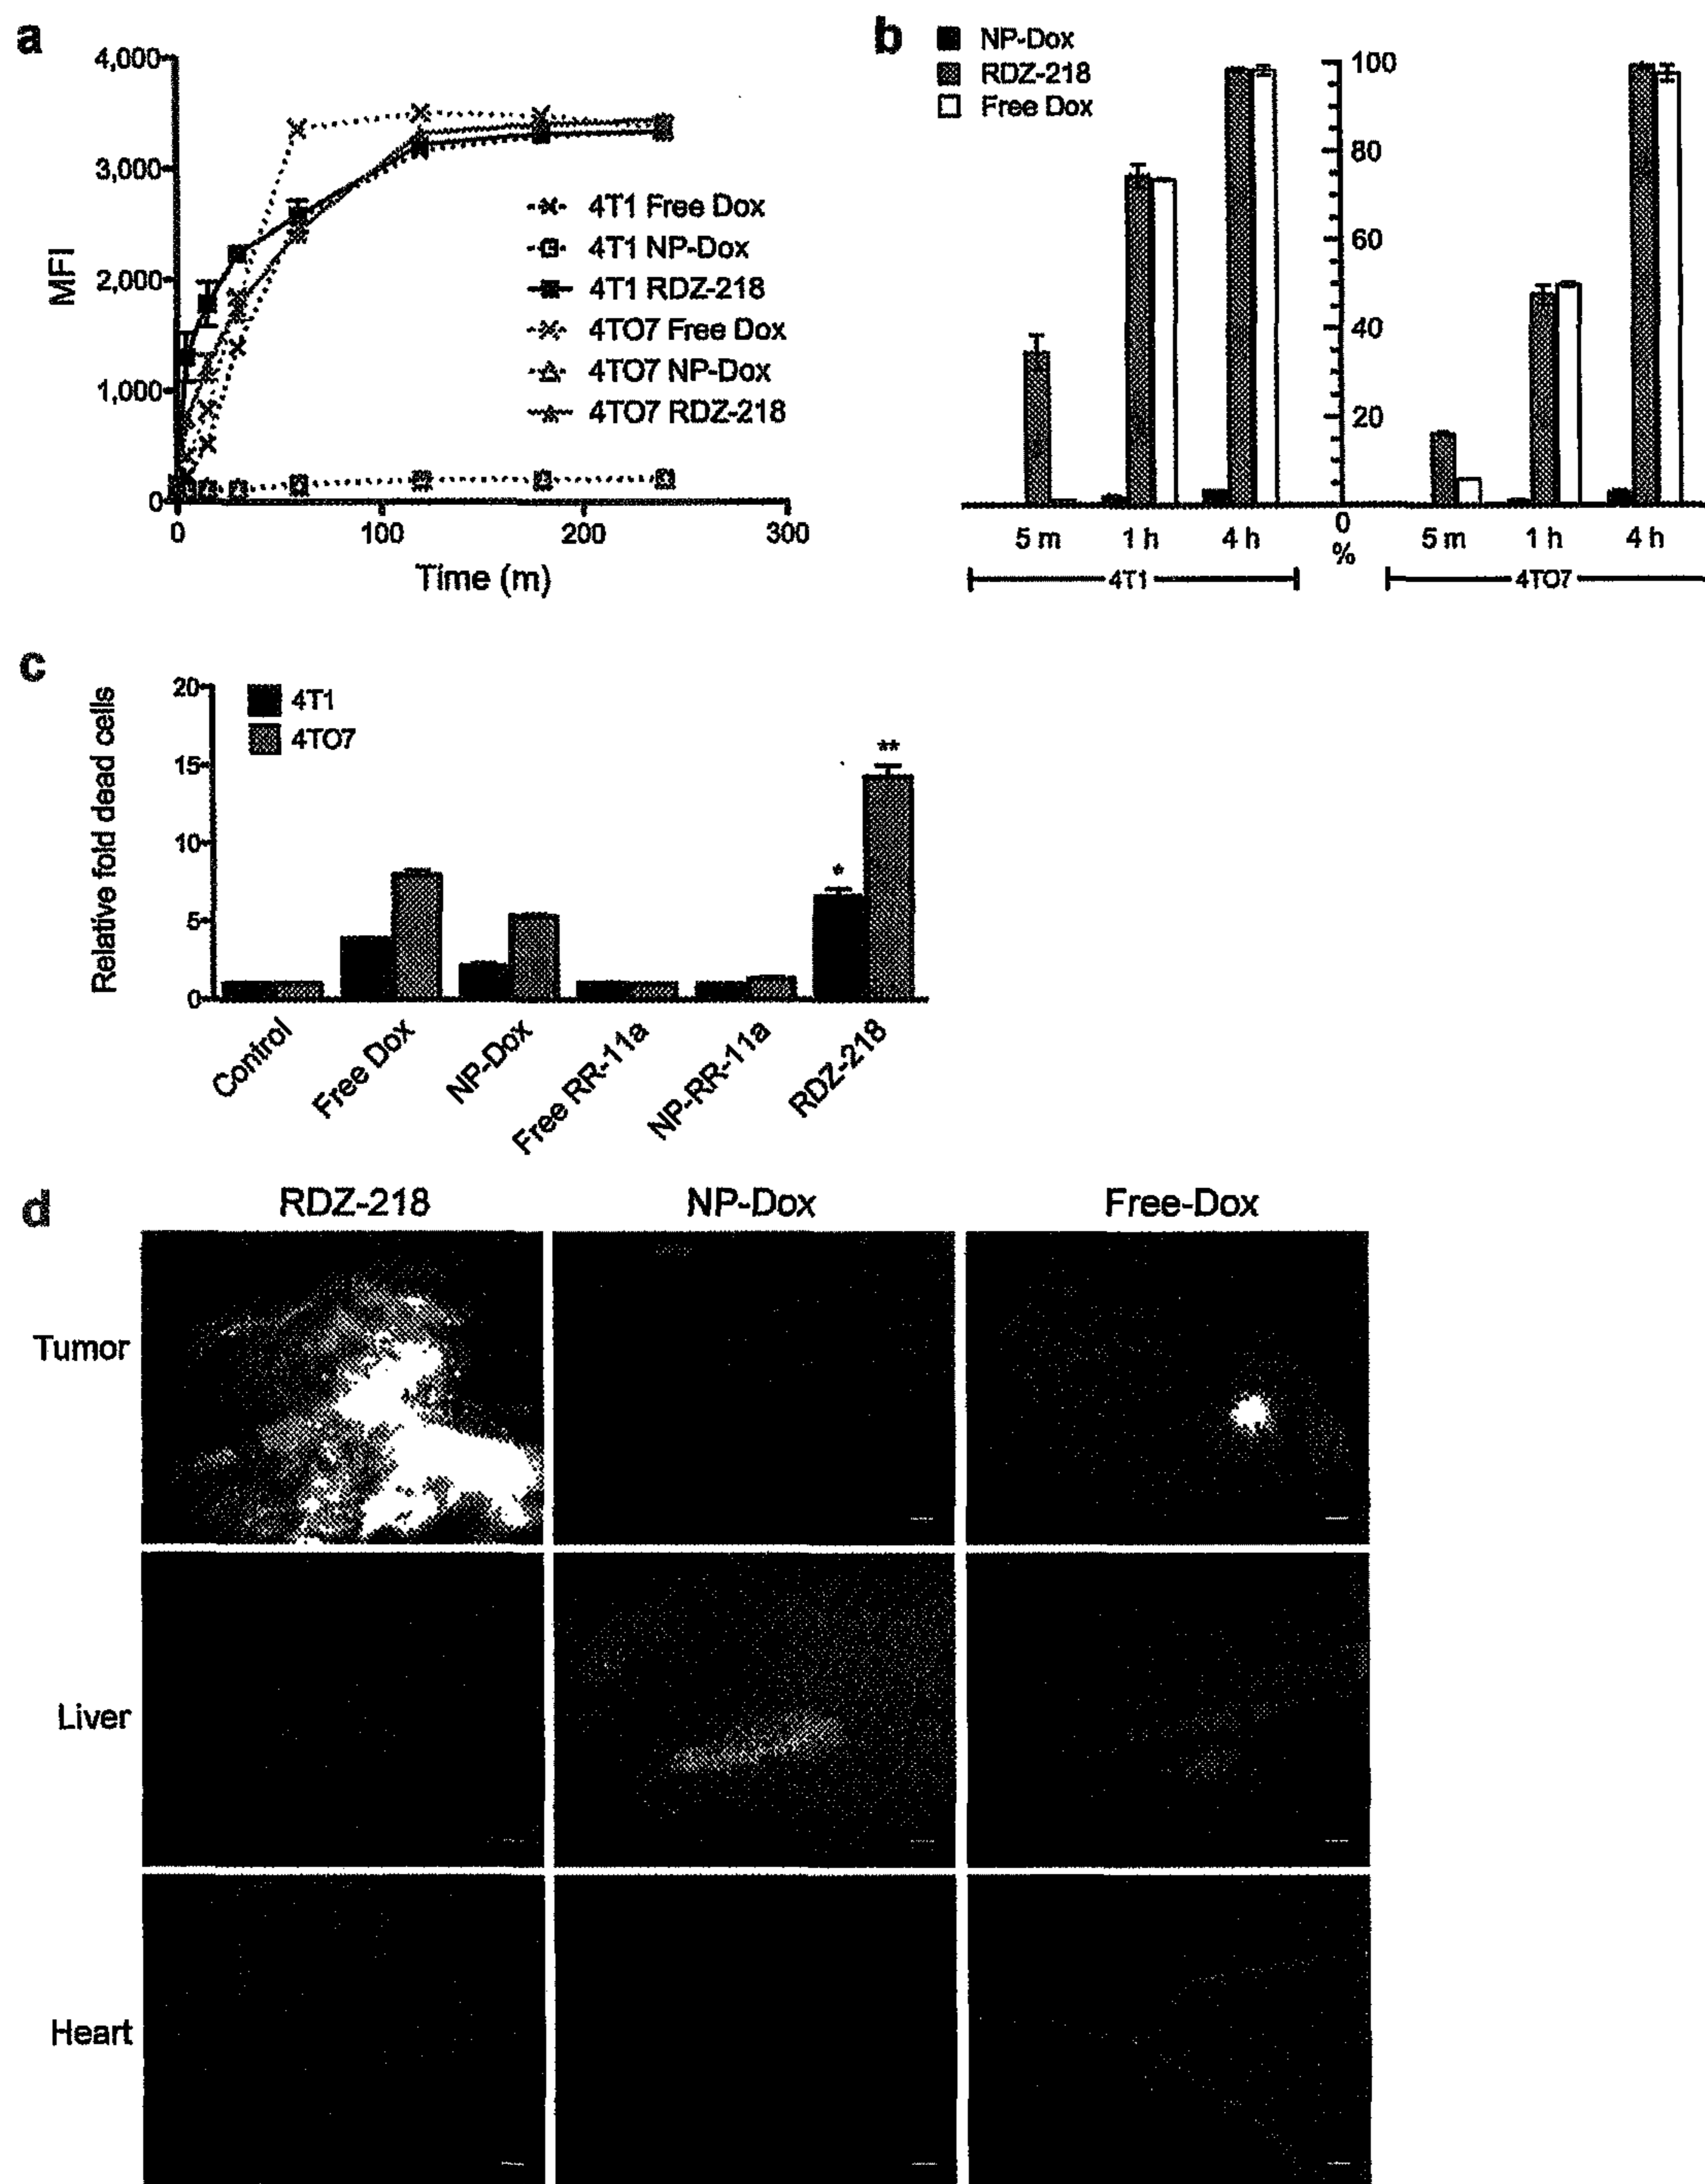 a
4,000
3,000
2,000
1,000
0
MFI
0 100 200 300
Time (m)
4T1 Free Dox
4T1 NP-Dox
4T1 RDZ-218
4TO7 Free Dox
4TO7 NP-Dox
4TO7 RDZ-218
b
NP-Dox
RDZ-218
Free Dox
100
80
60
40
20
0
%
5 m 1 h 4 h
5 m 1 h 4 h
4T1
4TO7
c
Relative fold dead cells
20
15
10
5
0
4T1
4TO7
*
**
Control
Free Dox
NP-Dox
Free RR-11a
NP-RR-11a
RDZ-218
d
RDZ-218 NP-Dox Free-Dox
Tumor
Liver
Heart